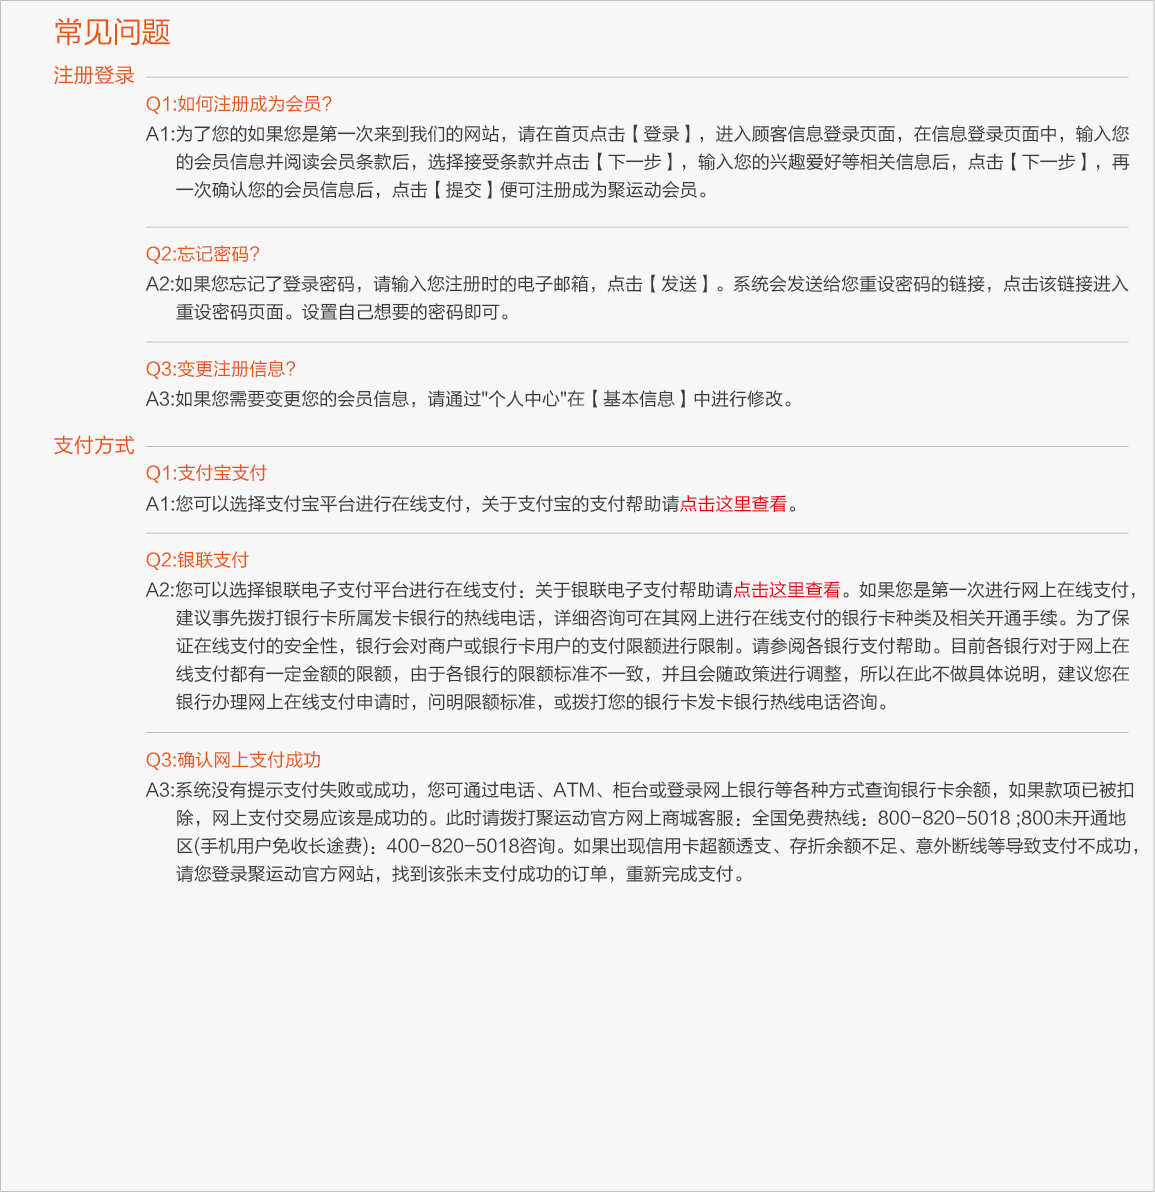 常见问题
注册登录
Q1:如何注册成为会员?
A1:为了您的如果您是第一次来到我们的网站，请在首页点击【登录】，进入顾客信息登录页面，在信息登录页面中，输入您
的会员信息并阅读会员条款后，选择接受条款并点击【下一步】，输入您的兴趣爱好等相关信息后，点击【下一步】，再
一次确认您的会员信息后，点击【提交】便可注册成为聚运动会员。
Q2:忘记密码?
A2:如果您忘记了登录密码，请输入您注册时的电子邮箱，点击【发送】。系统会发送给您重设密码的链接，点击该链接进入
重设密码页面。设置自己想要的密码即可。
Q3:变更注册信息?
A3:如果您需要变更您的会员信息，请通过"个人中心"在【基本信息】中进行修改。
支付方式
Q1:支付宝支付
A1:您可以选择支付宝平台进行在线支付，关于支付宝的支付帮助请点击这里查看。
Q2:银联支付
A2:您可以选择银联电子支付平台进行在线支付；关于银联电子支付帮助请点击这里查看。如果您是第一次进行网上在线支付，
建议事先拨打银行卡所属发卡银行的热线电话，详细咨询可在其网上进行在线支付的银行卡种类及相关开通手续。为了保
证在线支付的安全性，银行会对商户或银行卡用户的支付限额进行限制。请参阅各银行支付帮助。目前各银行对于网上在
线支付都有一定金额的限额，由于各银行的限额标准不一致，并且会随政策进行调整，所以在此不做具体说明，建议您在
银行办理网上在线支付申请时，问明限额标准，或拨打您的银行卡发卡银行热线电话咨询。
Q3:确认网上支付成功
A3:系统没有提示支付失败或成功，您可通过电话、ATM、柜台或登录网上银行等各种方式查询银行卡余额，如果款项已被扣
除，网上支付交易应该是成功的。此时请拨打聚运动官方网上商城客服：全国免费热线：800-820-5018 ;800未开通地
区(手机用户免收长途费)：400-820-5018咨询。如果出现信用卡超额透支、存折余额不足、意外断线等导致支付不成功，
请您登录聚运动官方网站，找到该张未支付成功的订单，重新完成支付。